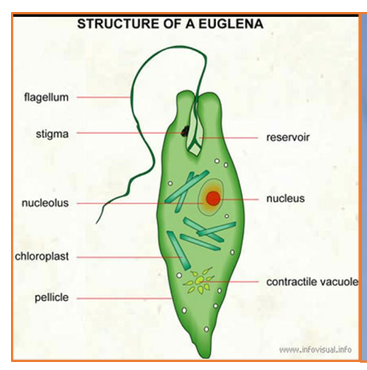 STRUCTURE OF A EUGLENA
flagellum
stigma
reservoir
nucleolus
nucleus
chloroplast
contractile vacuole
pellicle
www.infovisual.info